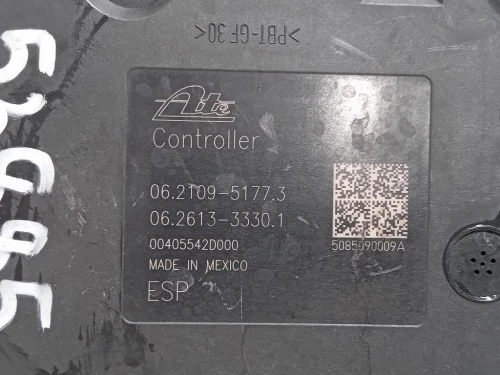 >PBT-GF30<
Ate
Controller
06.2109-5177.3
06.2613-3330.1
00405542D000
5085090009A
MADE IN MEXICO
ESP